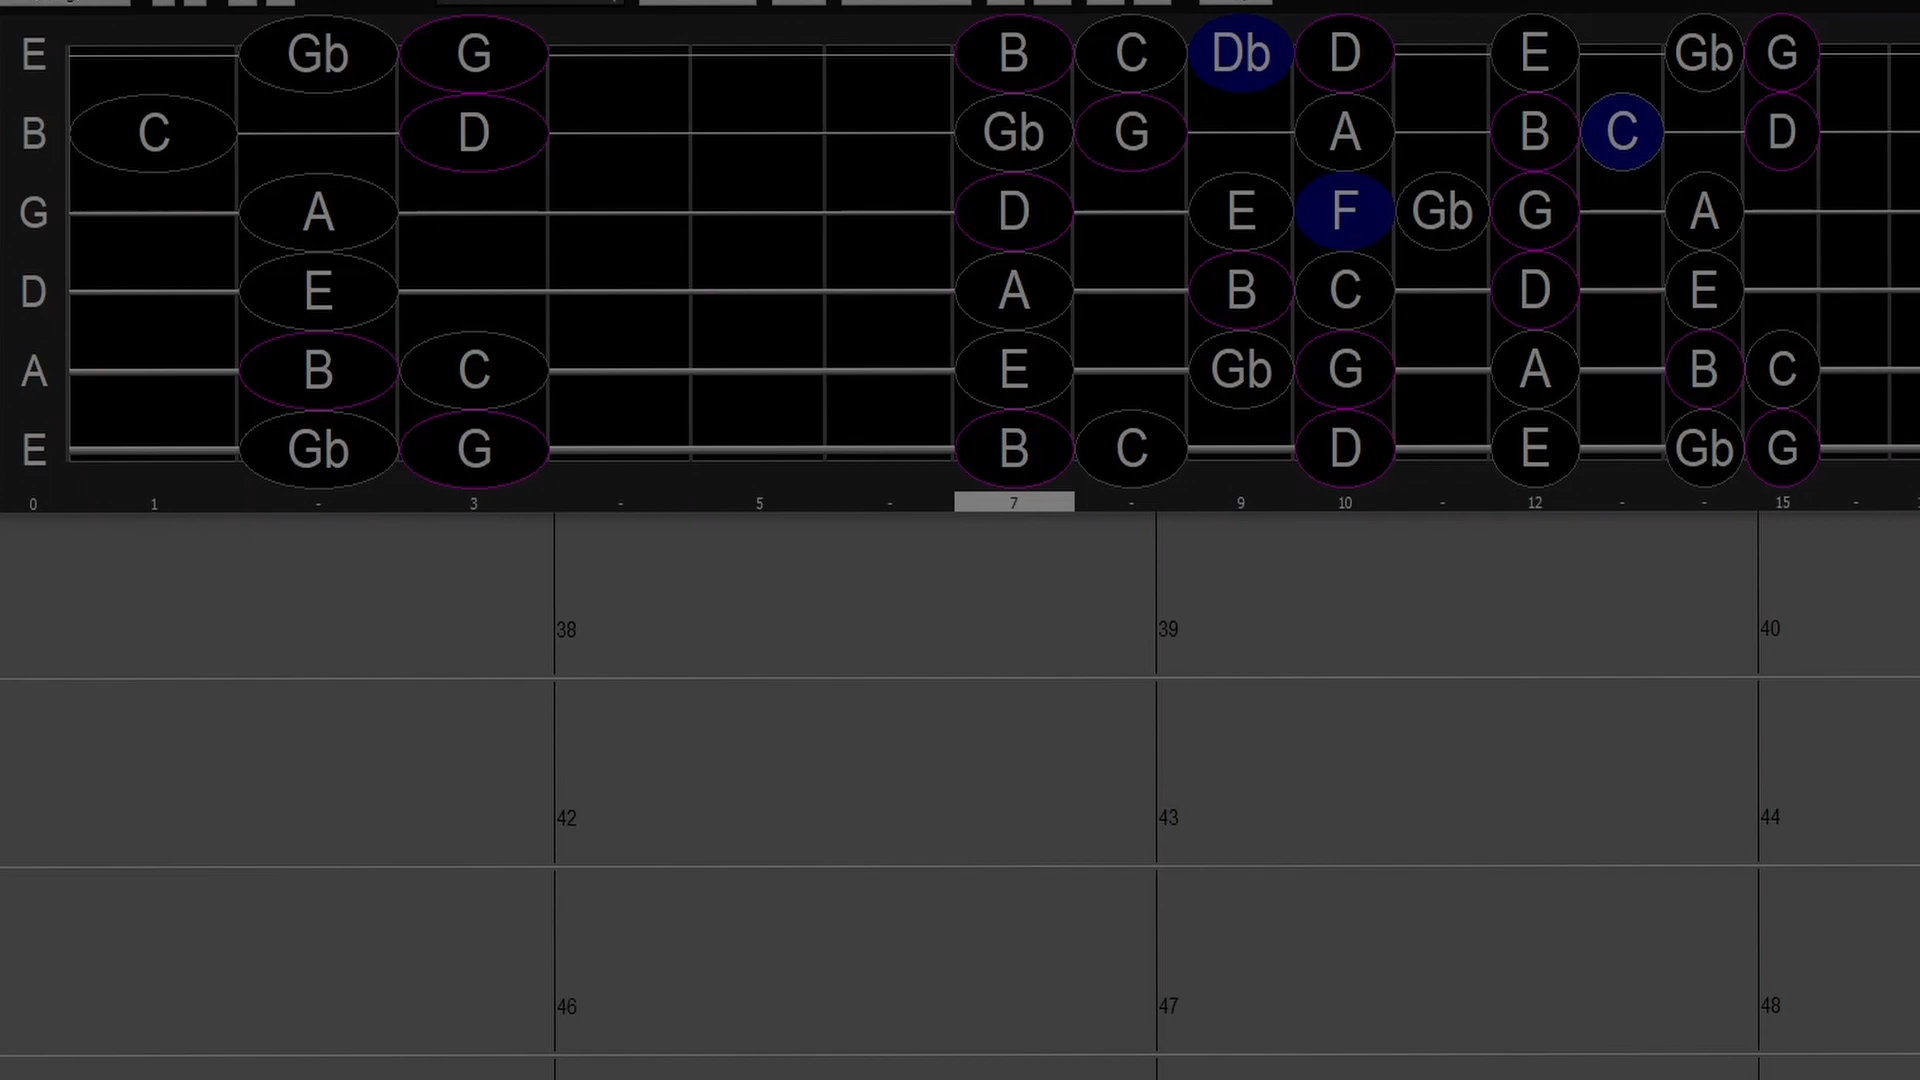 E Gb G B C Db D E Gb G
B C D Gb G A B C D
G A D E F Gb G A
D E A B C D E
A B C E Gb G A B C
E Gb G B C D E Gb G
0 1 - 3 - 5 - 7 - 9 10 - 12 - - 15 -
38 39 40
42 43 44
46 47 48